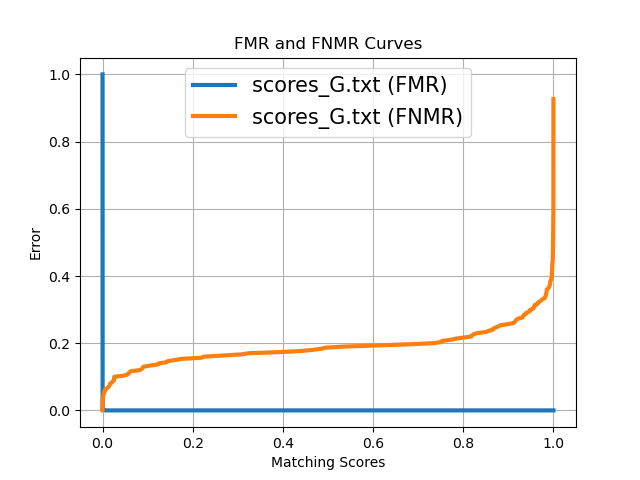 FMR and FNMR Curves
scores_G.txt (FMR)
scores_G.txt (FNMR)
Error
1.0
0.8
0.6
0.4
0.2
0.0
0.0 0.2 0.4 0.6 0.8 1.0
Matching Scores